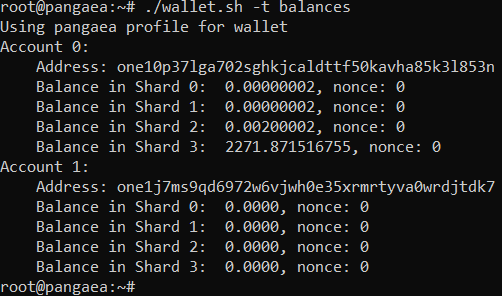 root@pangaea:~# ./wallet.sh -t balances
Using pangaea profile for wallet
Account 0:
    Address: one10p37lga702sghkjcaldttf50kavha85k3l853n
    Balance in Shard 0:  0.00000002, nonce: 0
    Balance in Shard 1:  0.00000002, nonce: 0
    Balance in Shard 2:  0.00200002, nonce: 0
    Balance in Shard 3:  2271.871516755, nonce: 0
Account 1:
    Address: one1j7ms9qd6972w6vjwh0e35xrmrtyva0wrdjtdk7
    Balance in Shard 0:  0.0000, nonce: 0
    Balance in Shard 1:  0.0000, nonce: 0
    Balance in Shard 2:  0.0000, nonce: 0
    Balance in Shard 3:  0.0000, nonce: 0
root@pangaea:~#